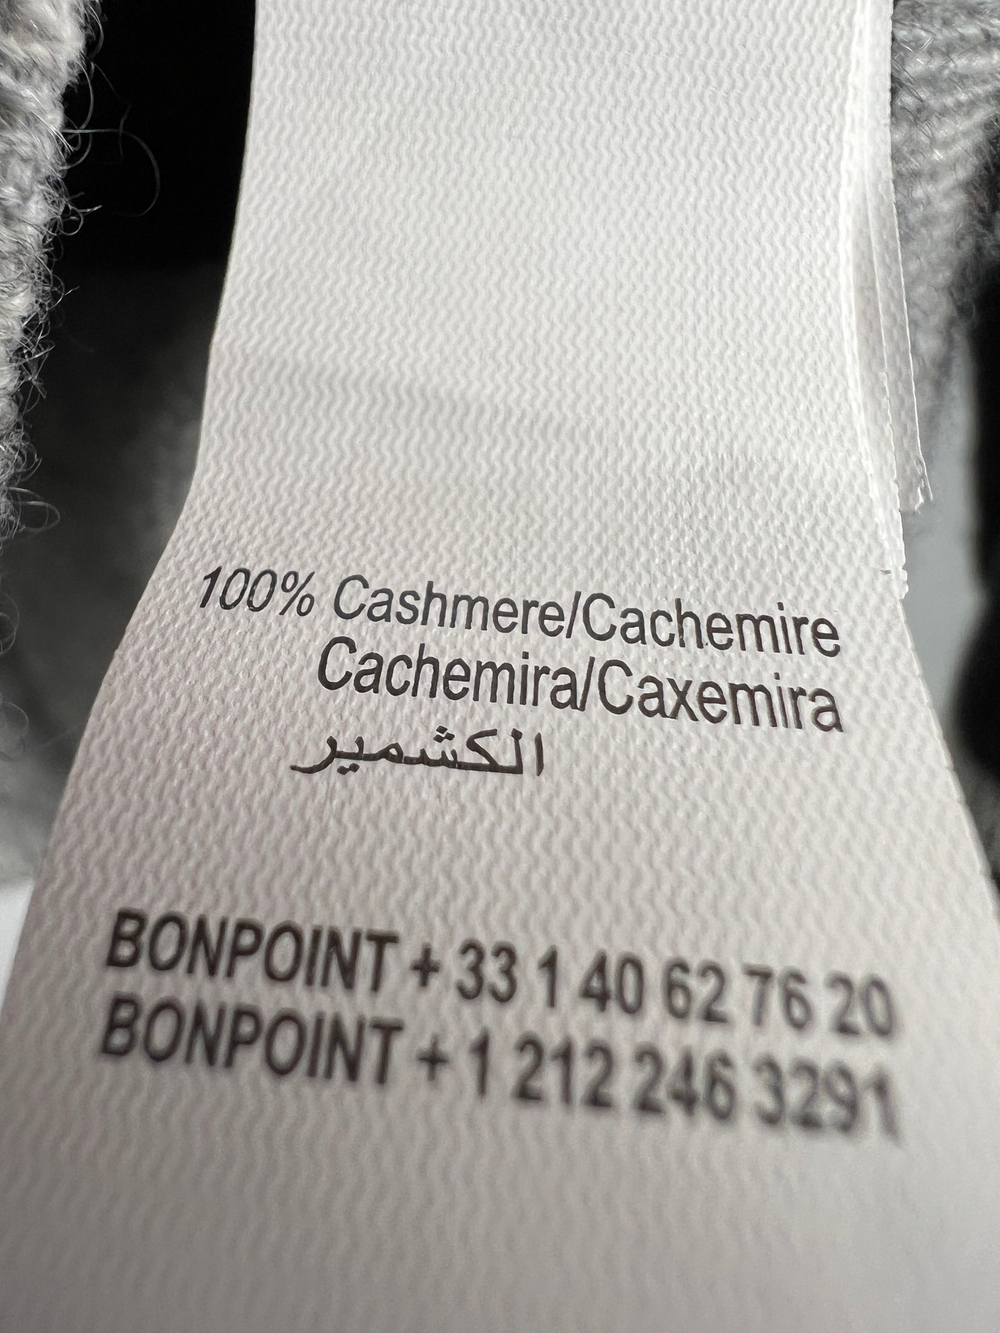 100% Cashmere/Cachemire
Cachemira/Caxemira
الكشمير
BONPOINT + 33 1 40 62 76 20
BONPOINT + 1 212 246 3291